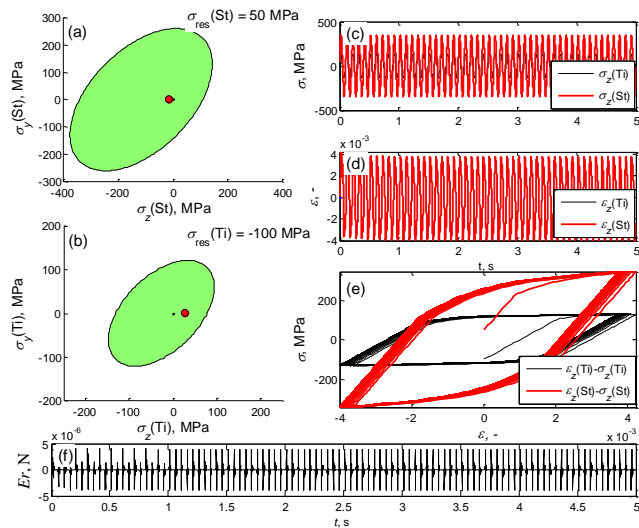 (a)
σres(St) = 50 MPa
300
200
100
0
-100
-200
-300
-400
-200
0
200
400
σy(St), MPa
σz(St), MPa
(b)
σres(Ti) = -100 MPa
200
100
0
-100
-200
-200
0
200
σy(Ti), MPa
σz(Ti), MPa
(c)
500
0
-500
0
1
2
3
4
5
σ, MPa
σz(Ti)
σz(St)
x 10-3
(d)
4
2
0
-2
-4
0
1
2
3
4
5
ε, -
t, s
εz(Ti)
εz(St)
(e)
200
0
-200
-4
-2
0
2
4
x 10-3
σ, MPa
ε, -
εz(Ti)-σz(Ti)
εz(St)-σz(St)
x 10-6
(f)
5
0
-5
0
0.5
1
1.5
2
2.5
3
3.5
4
4.5
5
Er, N
t, s